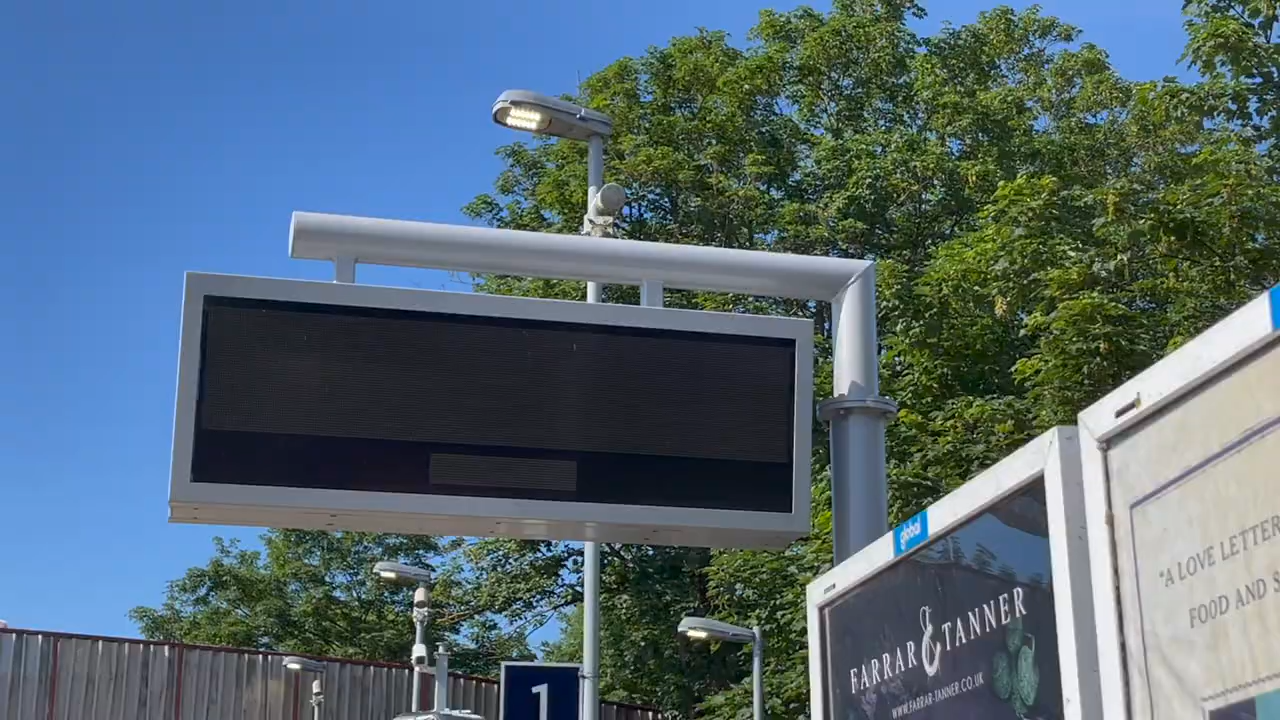 global
FARRAR & TANNER
WWW.FARRAR-TANNER.CO.UK
"A LOVE LETTER
FOOD AND
1